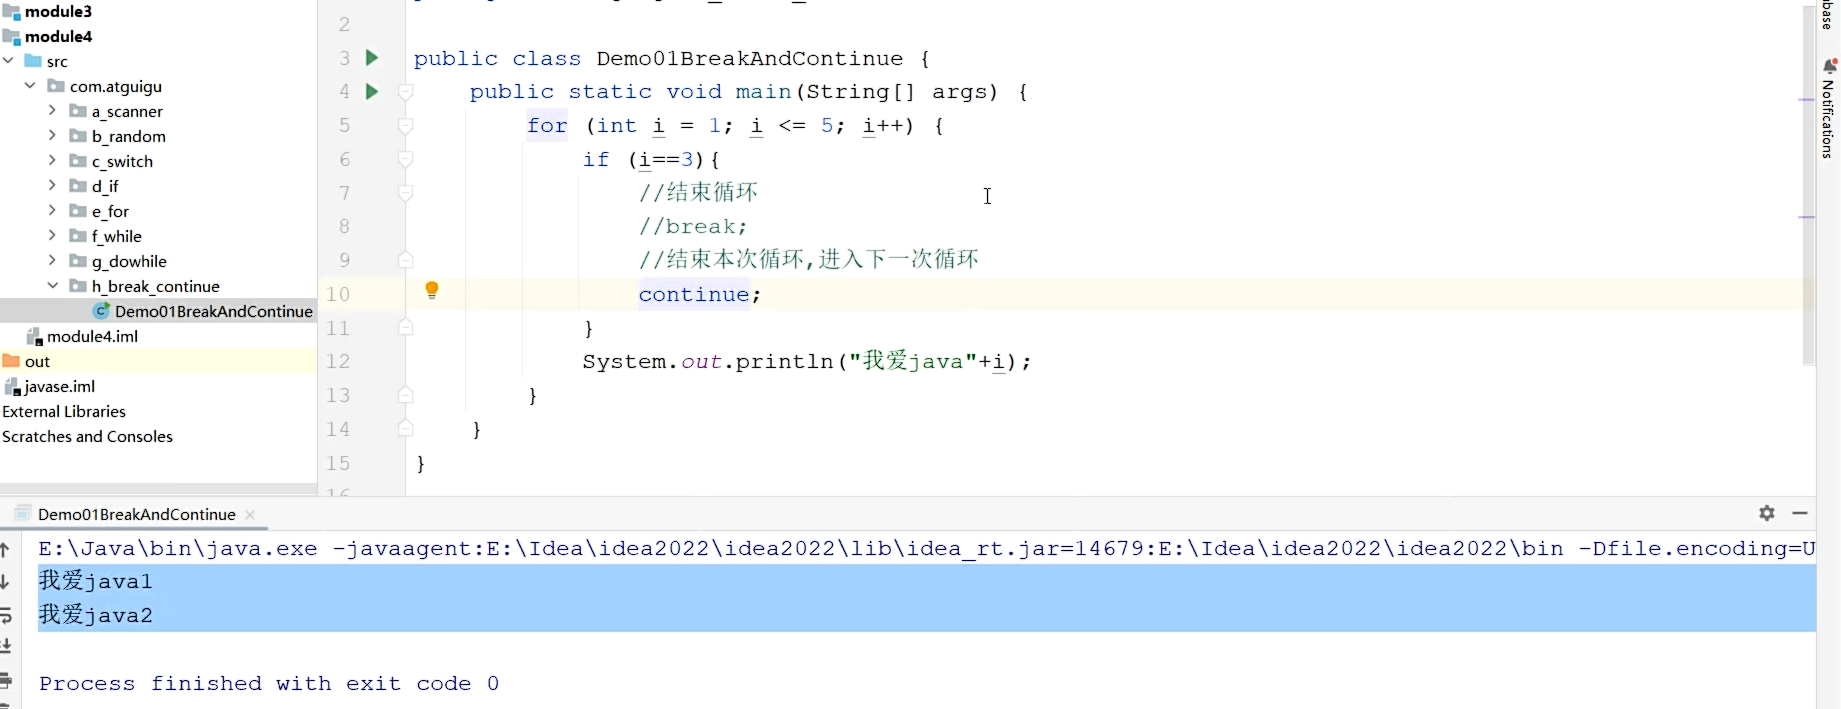 module3
module4
src
com.atguigu
a_scanner
b_random
c_switch
d_if
e_for
f_while
g_dowhile
h_break_continue
Demo01BreakAndContinue
module4.iml
out
javase.iml
External Libraries
Scratches and Consoles
2
3 public class Demo01BreakAndContinue {
4 public static void main(String[] args) {
5 for (int i = 1; i <= 5; i++) {
6 if (i==3){
7 //结束循环
8 //break;
9 //结束本次循环,进入下一次循环
10 continue;
11 }
12 System.out.println("我爱java"+i);
13 }
14 }
15 }
Notifications
Demo01BreakAndContinue
E:\Java\bin\java.exe -javaagent:E:\Idea\idea2022\idea2022\lib\idea_rt.jar=14679:E:\Idea\idea2022\idea2022\bin -Dfile.encoding=U
我爱java1
我爱java2
Process finished with exit code 0